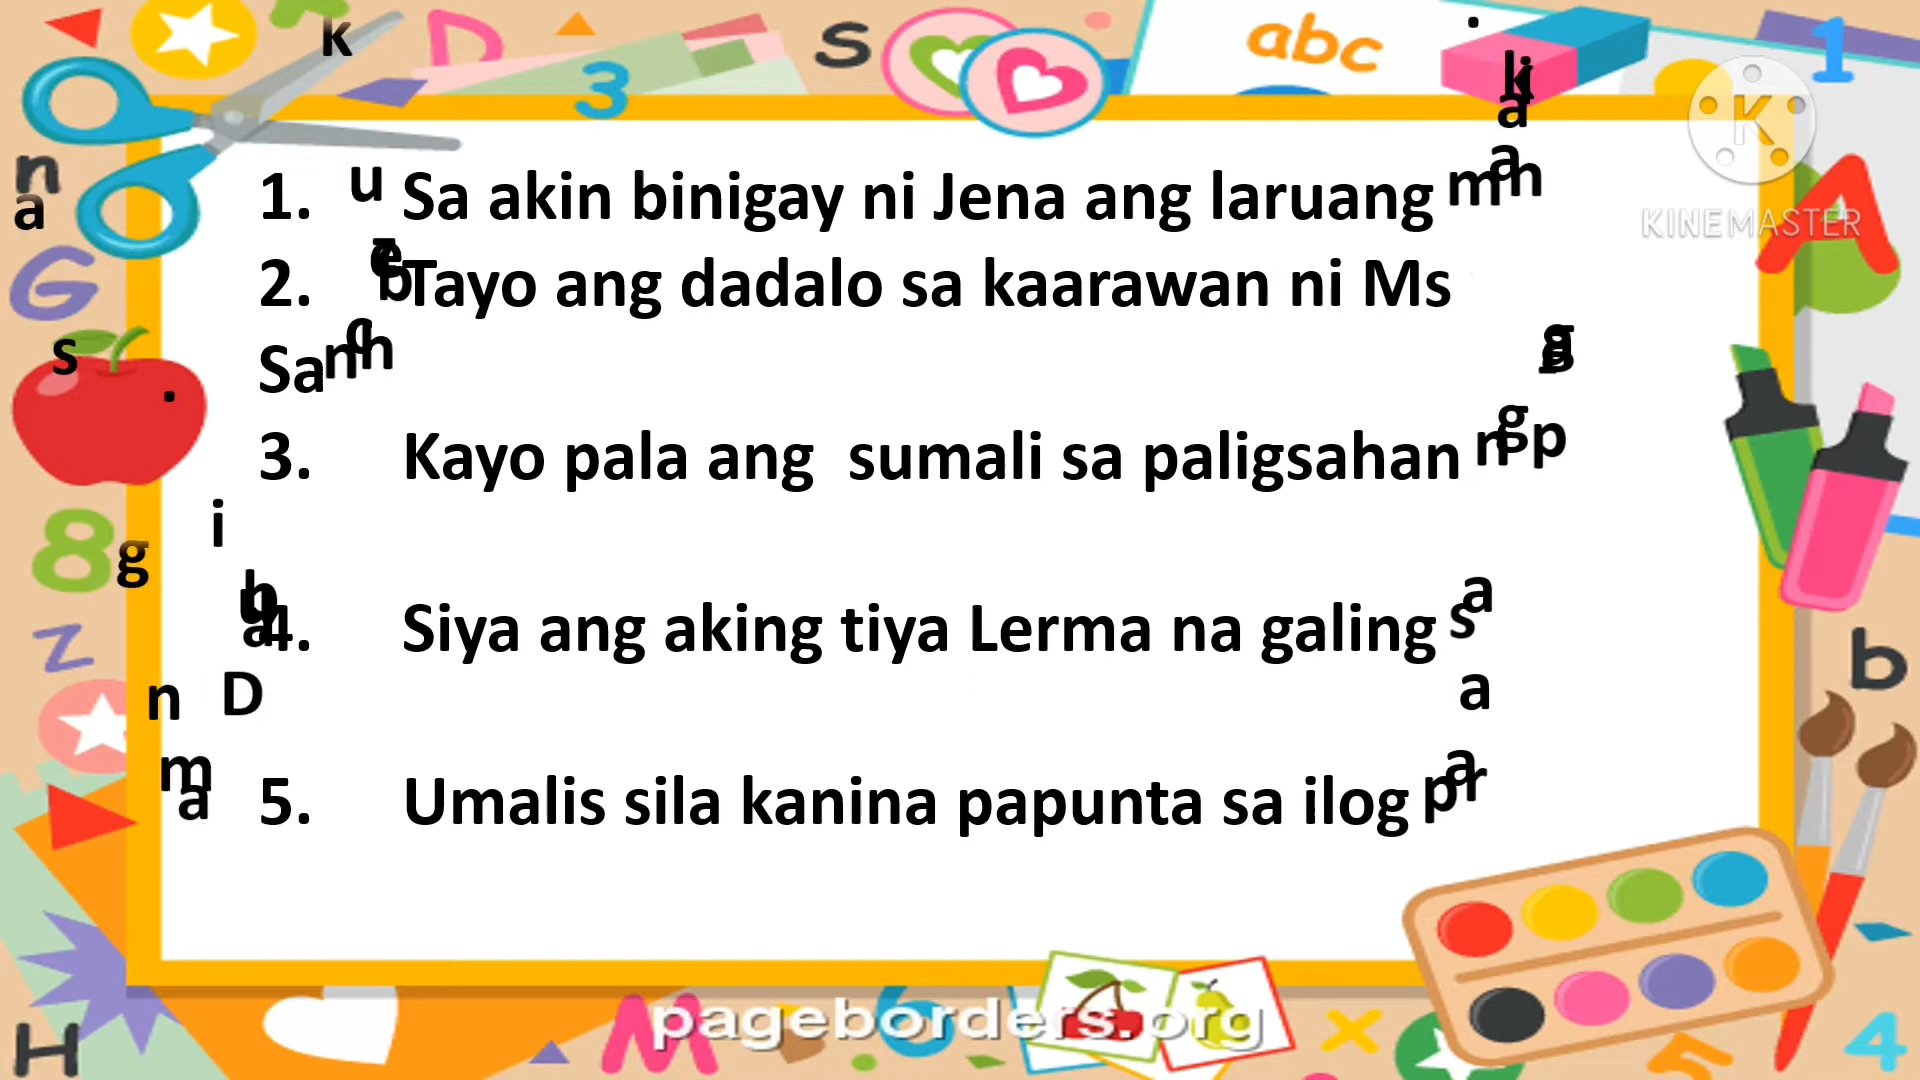 1. Sa akin binigay ni Jena ang laruang
2. Tayo ang dadalo sa kaarawan ni Ms
3. Kayo pala ang sumali sa paligsahan
4. Siya ang aking tiya Lerma na galing
5. Umalis sila kanina papunta sa ilog
KINEMASTER
abc
pageborders.org